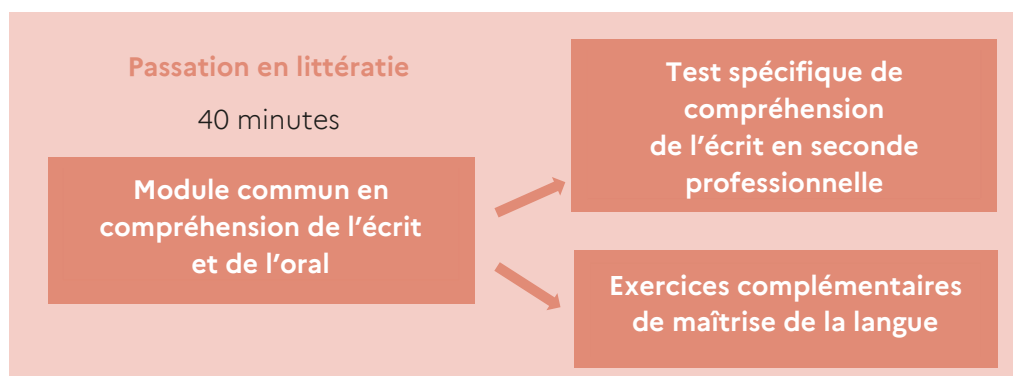 Passation en littératie
40 minutes
Module commun en
compréhension de l'écrit
et de l'oral
Test spécifique de
compréhension
de l'écrit en seconde
professionnelle
Exercices complémentaires
de maîtrise de la langue